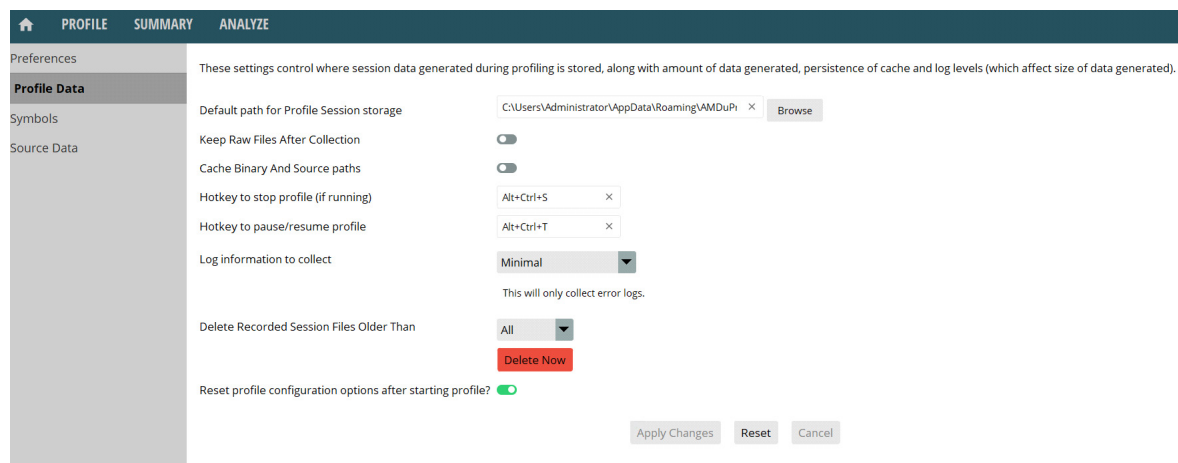 PROFILE SUMMARY ANALYZE
Preferences
Profile Data
Symbols
Source Data
These settings control where session data generated during profiling is stored, along with amount of data generated, persistence of cache and log levels (which affect size of data generated).
Default path for Profile Session storage C:\Users\Administrator\AppData\Roaming\AMDuPr × Browse
Keep Raw Files After Collection
Cache Binary And Source paths
Hotkey to stop profile (if running) Alt+Ctrl+S ×
Hotkey to pause/resume profile Alt+Ctrl+T ×
Log information to collect Minimal
This will only collect error logs.
Delete Recorded Session Files Older Than All
Delete Now
Reset profile configuration options after starting profile?
Apply Changes Reset Cancel